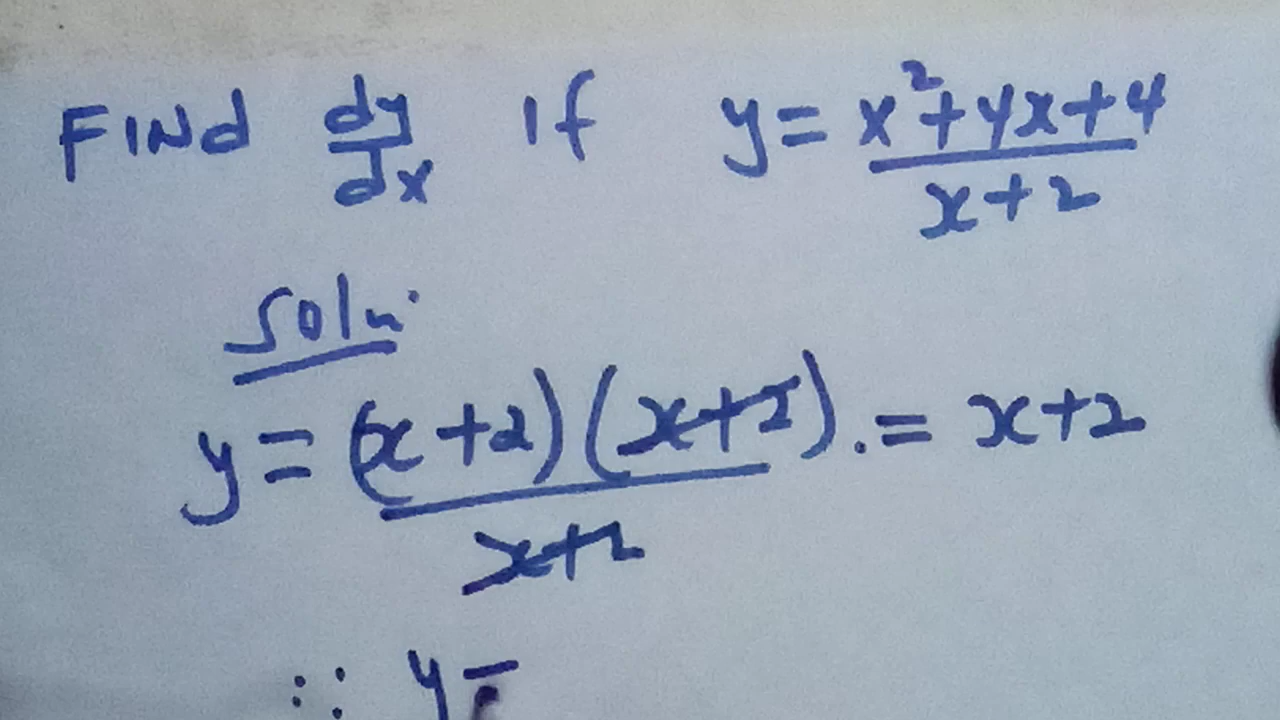 FINd dy/dx If y = x²+4x+4/x+2
Soln.
y = (x+2)(x+2)/x+2 . = x+2
∴ y =